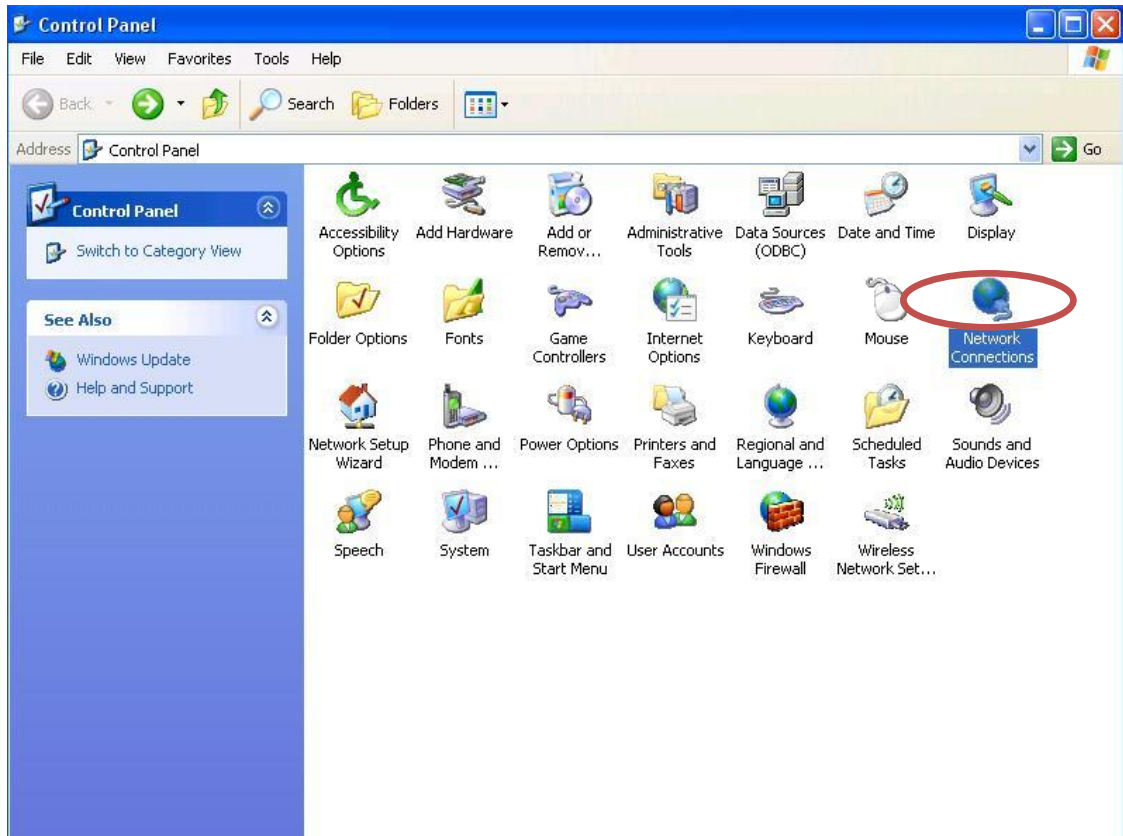 Control Panel
File Edit View Favorites Tools Help
Back Search Folders
Address Control Panel Go
Control Panel
Switch to Category View
See Also
Windows Update
Help and Support
Accessibility Options
Add Hardware
Add or Remov...
Administrative Tools
Data Sources (ODBC)
Date and Time
Display
Folder Options
Fonts
Game Controllers
Internet Options
Keyboard
Mouse
Network Connections
Network Setup Wizard
Phone and Modem ...
Power Options
Printers and Faxes
Regional and Language ...
Scheduled Tasks
Sounds and Audio Devices
Speech
System
Taskbar and Start Menu
User Accounts
Windows Firewall
Wireless Network Set...